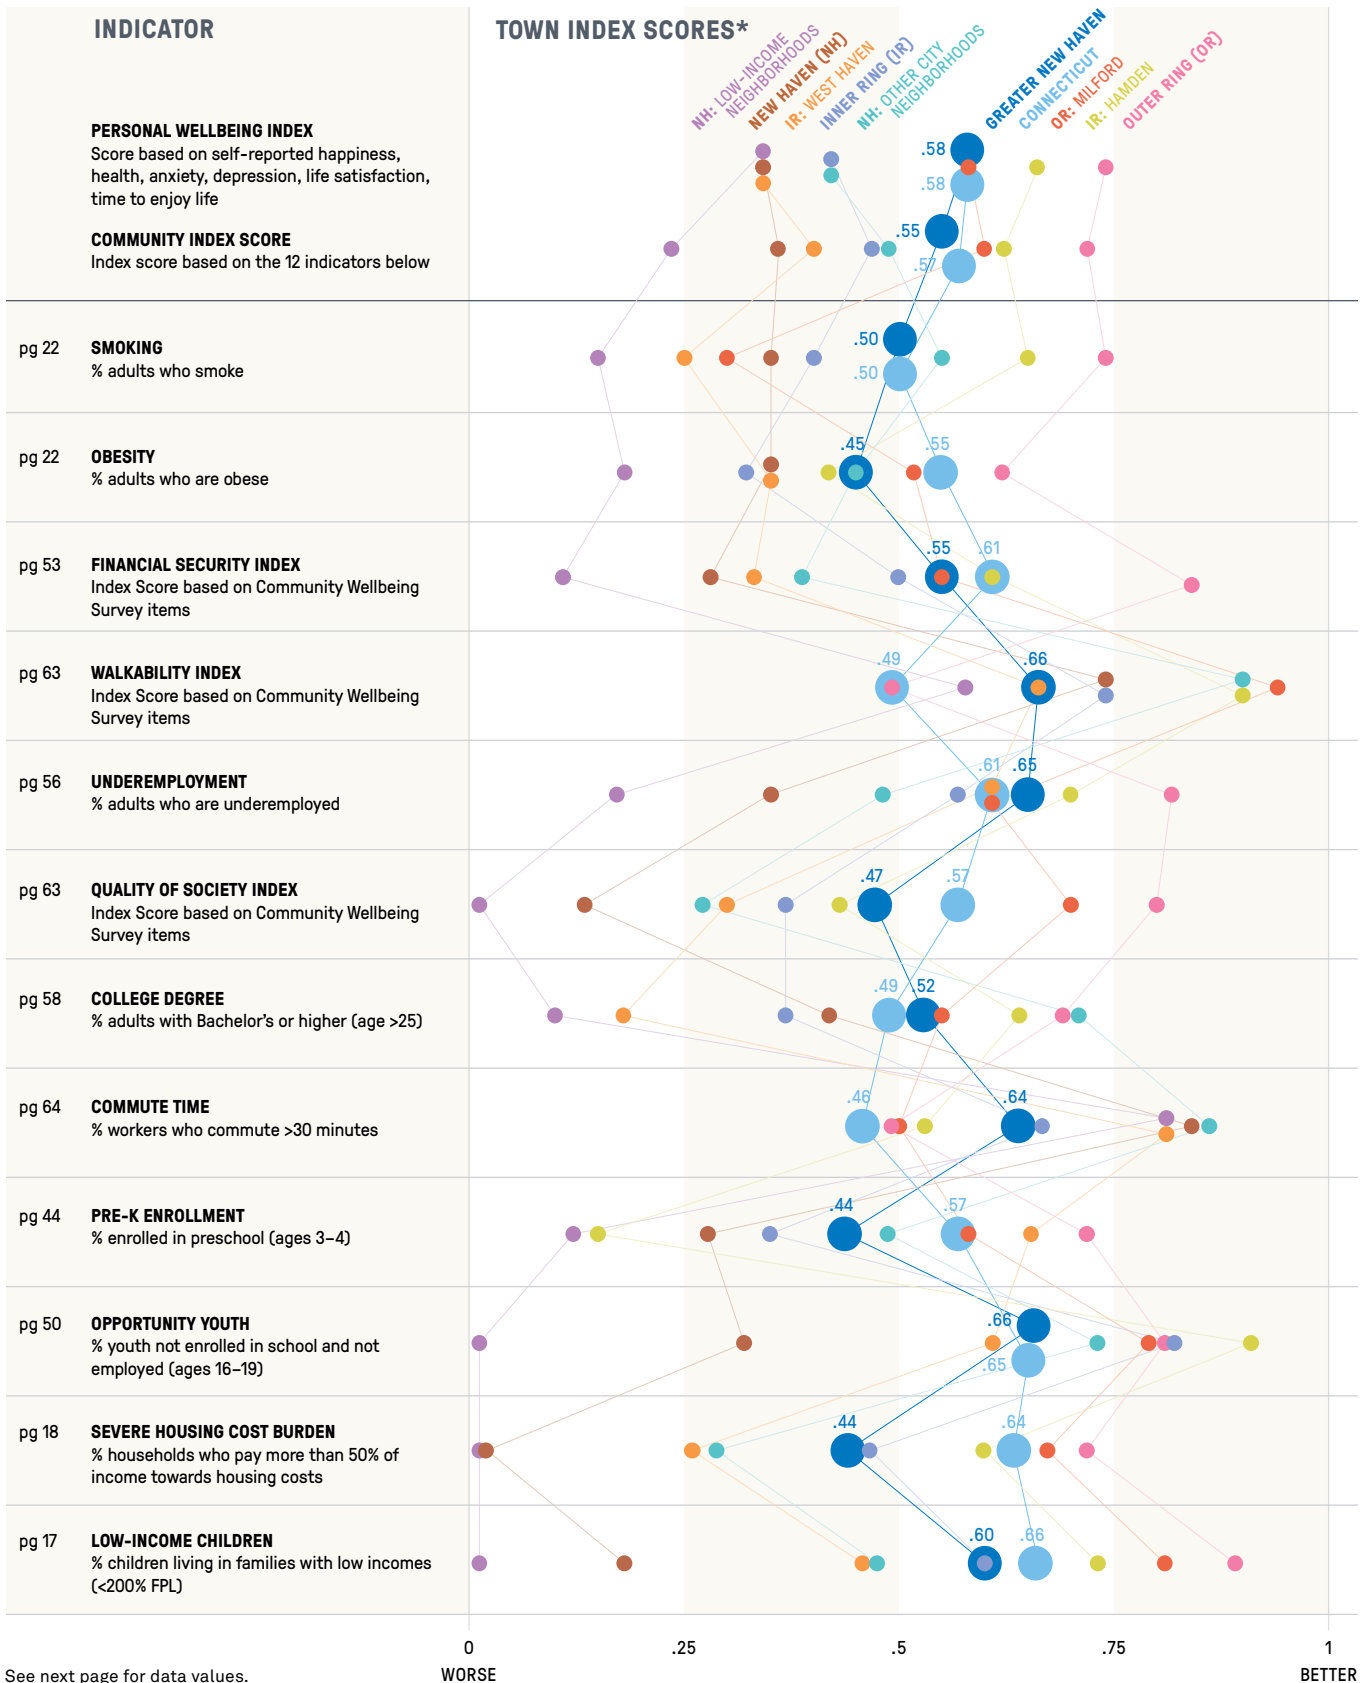 INDICATOR
TOWN INDEX SCORES*
NH: LOW-INCOME
NEIGHBORHOODS
NEW HAVEN (NH)
IR: WEST HAVEN
INNER RING (IR)
NH: OTHER CITY
NEIGHBORHOODS
GREATER NEW HAVEN
CONNECTICUT
OR: MILFORD
IR: HAMDEN
OUTER RING (OR)
PERSONAL WELLBEING INDEX
Score based on self-reported happiness,
health, anxiety, depression, life satisfaction,
time to enjoy life
.58
.58
COMMUNITY INDEX SCORE
Index score based on the 12 indicators below
.55
.57
pg 22
SMOKING
% adults who smoke
.50
.50
pg 22
OBESITY
% adults who are obese
.45
.55
pg 53
FINANCIAL SECURITY INDEX
Index Score based on Community Wellbeing
Survey items
.55
.61
pg 63
WALKABILITY INDEX
Index Score based on Community Wellbeing
Survey items
.49
.66
pg 56
UNDEREMPLOYMENT
% adults who are underemployed
.61
.65
pg 63
QUALITY OF SOCIETY INDEX
Index Score based on Community Wellbeing
Survey items
.47
.57
pg 58
COLLEGE DEGREE
% adults with Bachelor's or higher (age >25)
.49
.52
pg 64
COMMUTE TIME
% workers who commute >30 minutes
.46
.64
pg 44
PRE-K ENROLLMENT
% enrolled in preschool (ages 3–4)
.44
.57
pg 50
OPPORTUNITY YOUTH
% youth not enrolled in school and not
employed (ages 16–19)
.66
.65
pg 18
SEVERE HOUSING COST BURDEN
% households who pay more than 50% of
income towards housing costs
.44
.64
pg 17
LOW-INCOME CHILDREN
% children living in families with low incomes
(<200% FPL)
.60
.66
0
.25
.5
.75
1
WORSE
BETTER
See next page for data values.